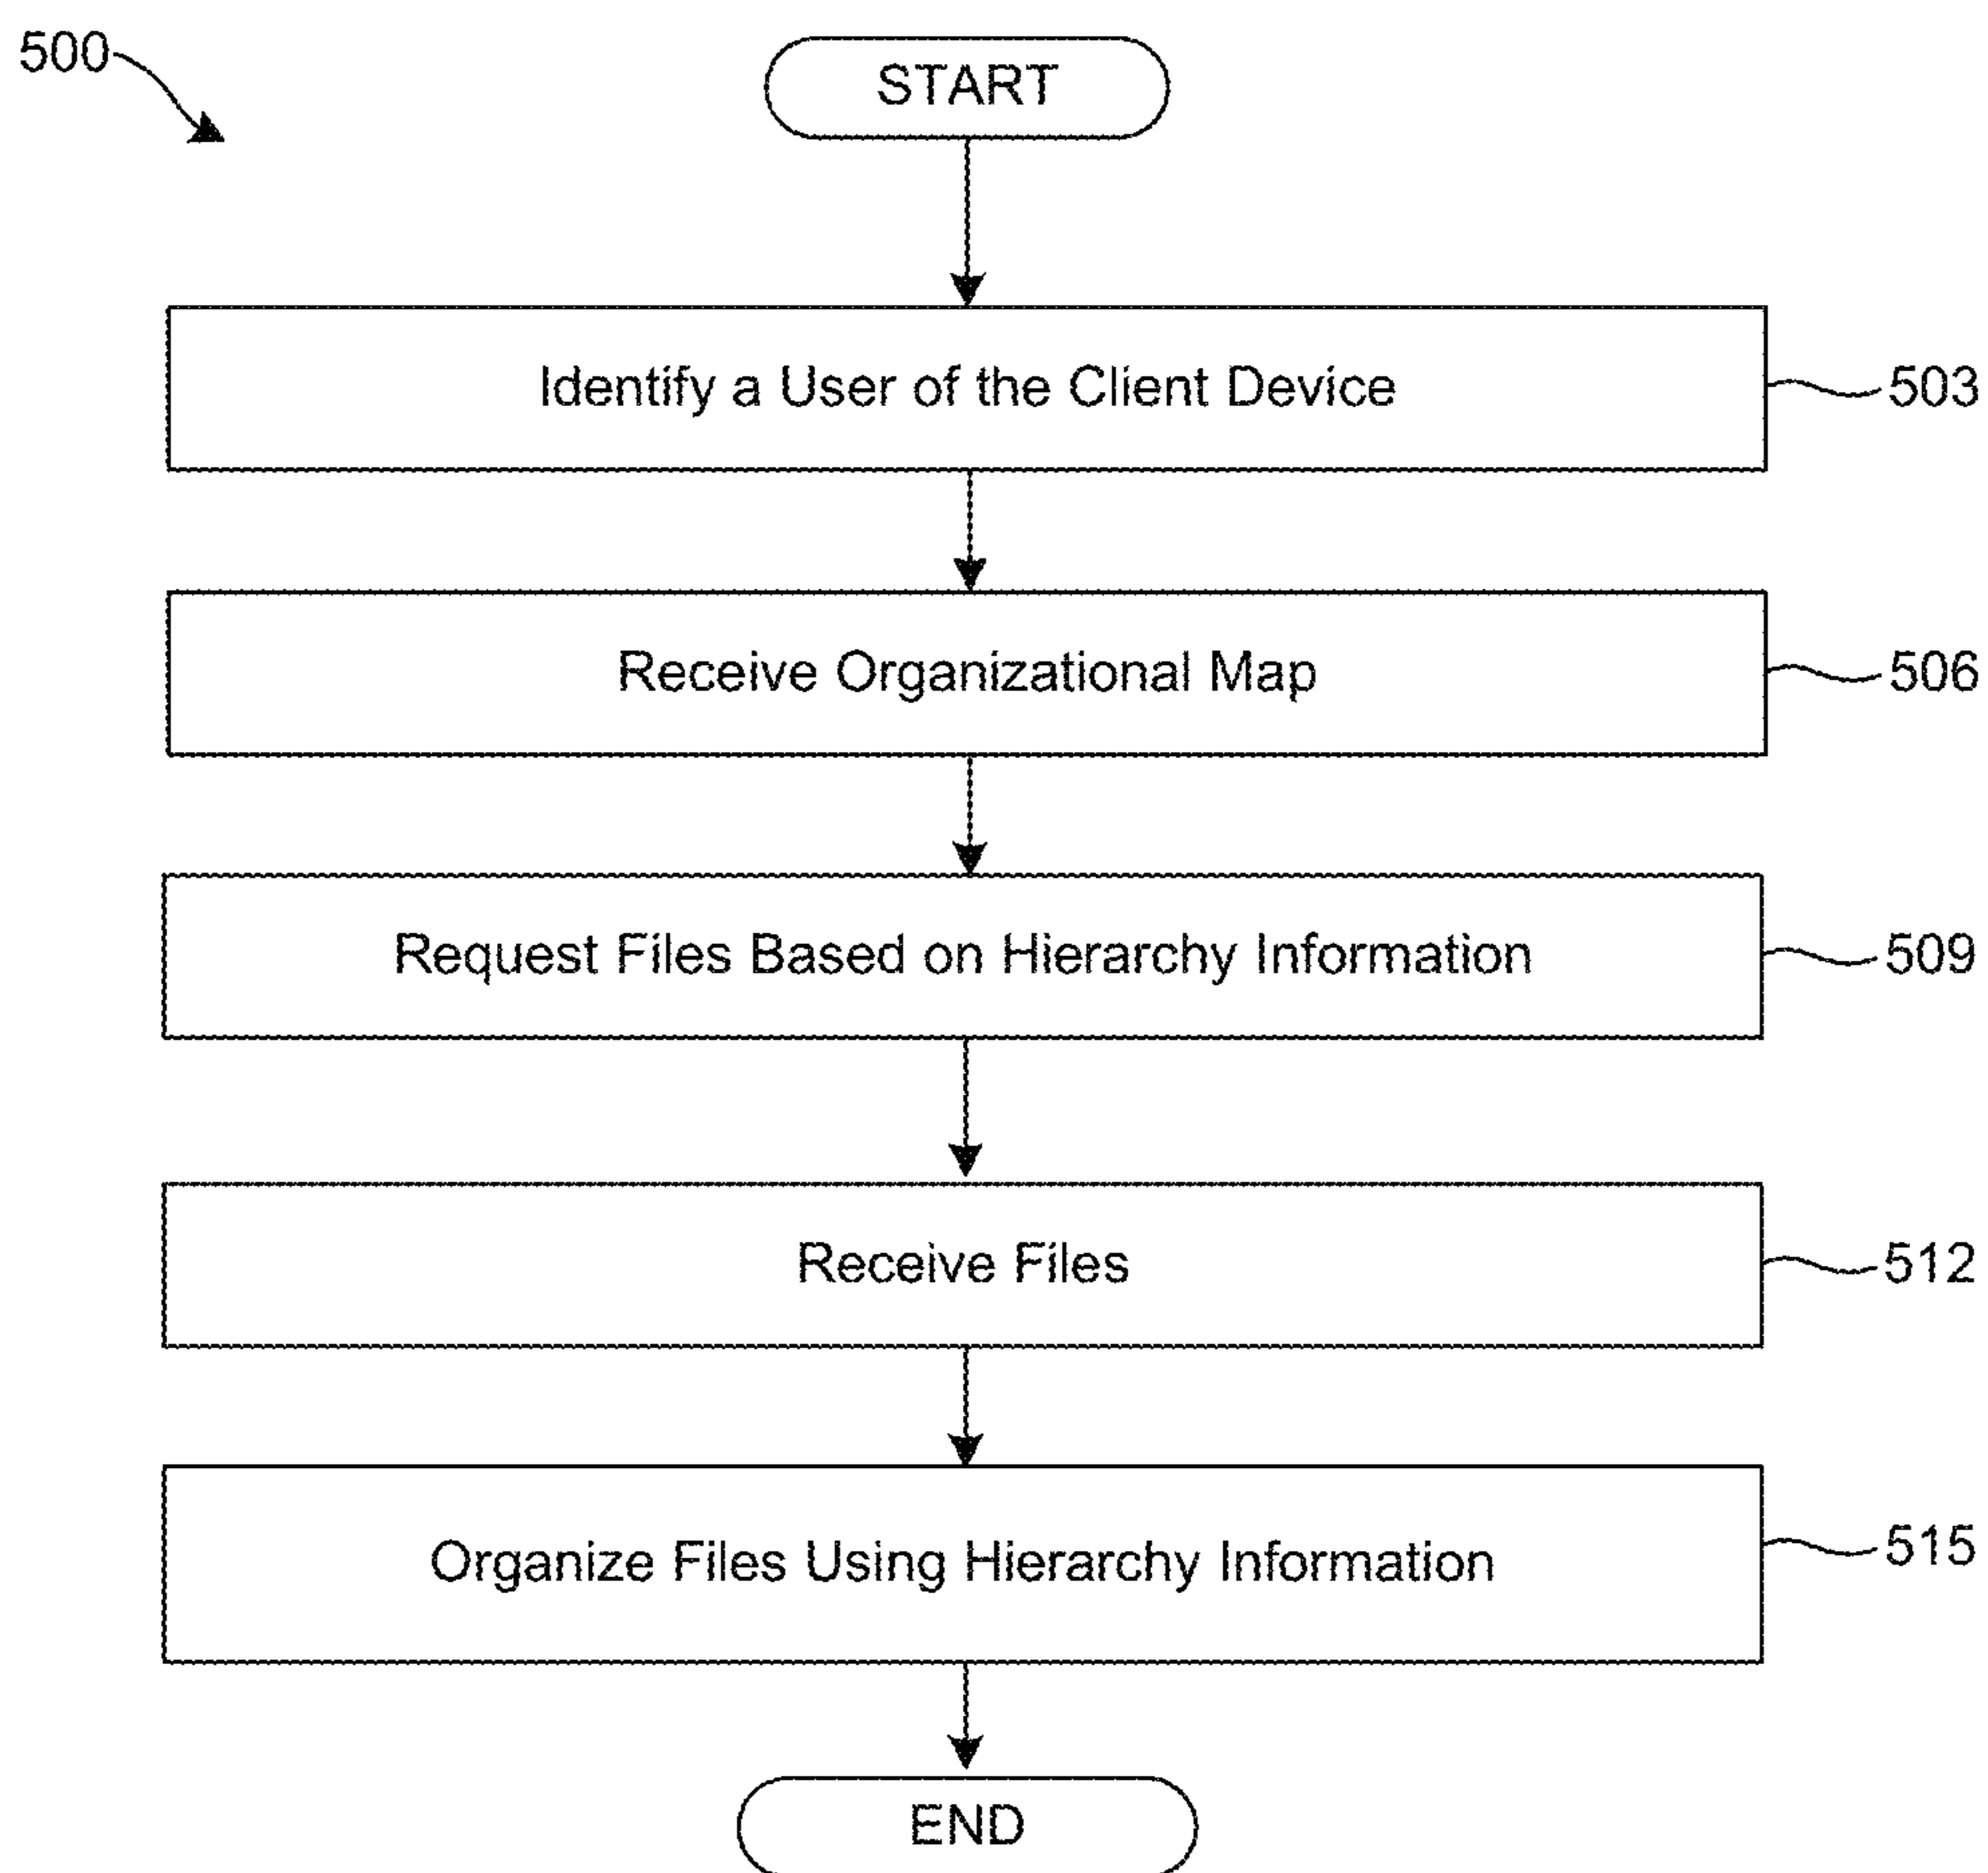 500
START
Identify a User of the Client Device
503
Receive Organizational Map
506
Request Files Based on Hierarchy Information
509
Receive Files
512
Organize Files Using Hierarchy Information
515
END